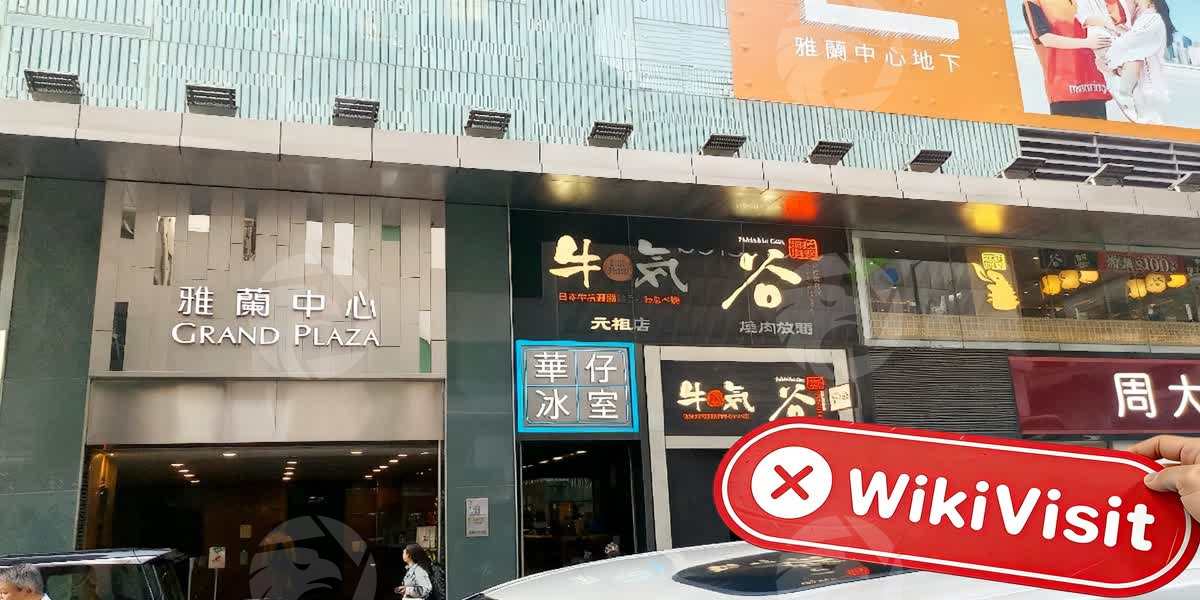 雅蘭中心地下
雅蘭中心
GRAND PLAZA
牛気
谷
元祖店
燒肉放題
華仔
冰室
牛気
谷
$100
周大
WikiVisit